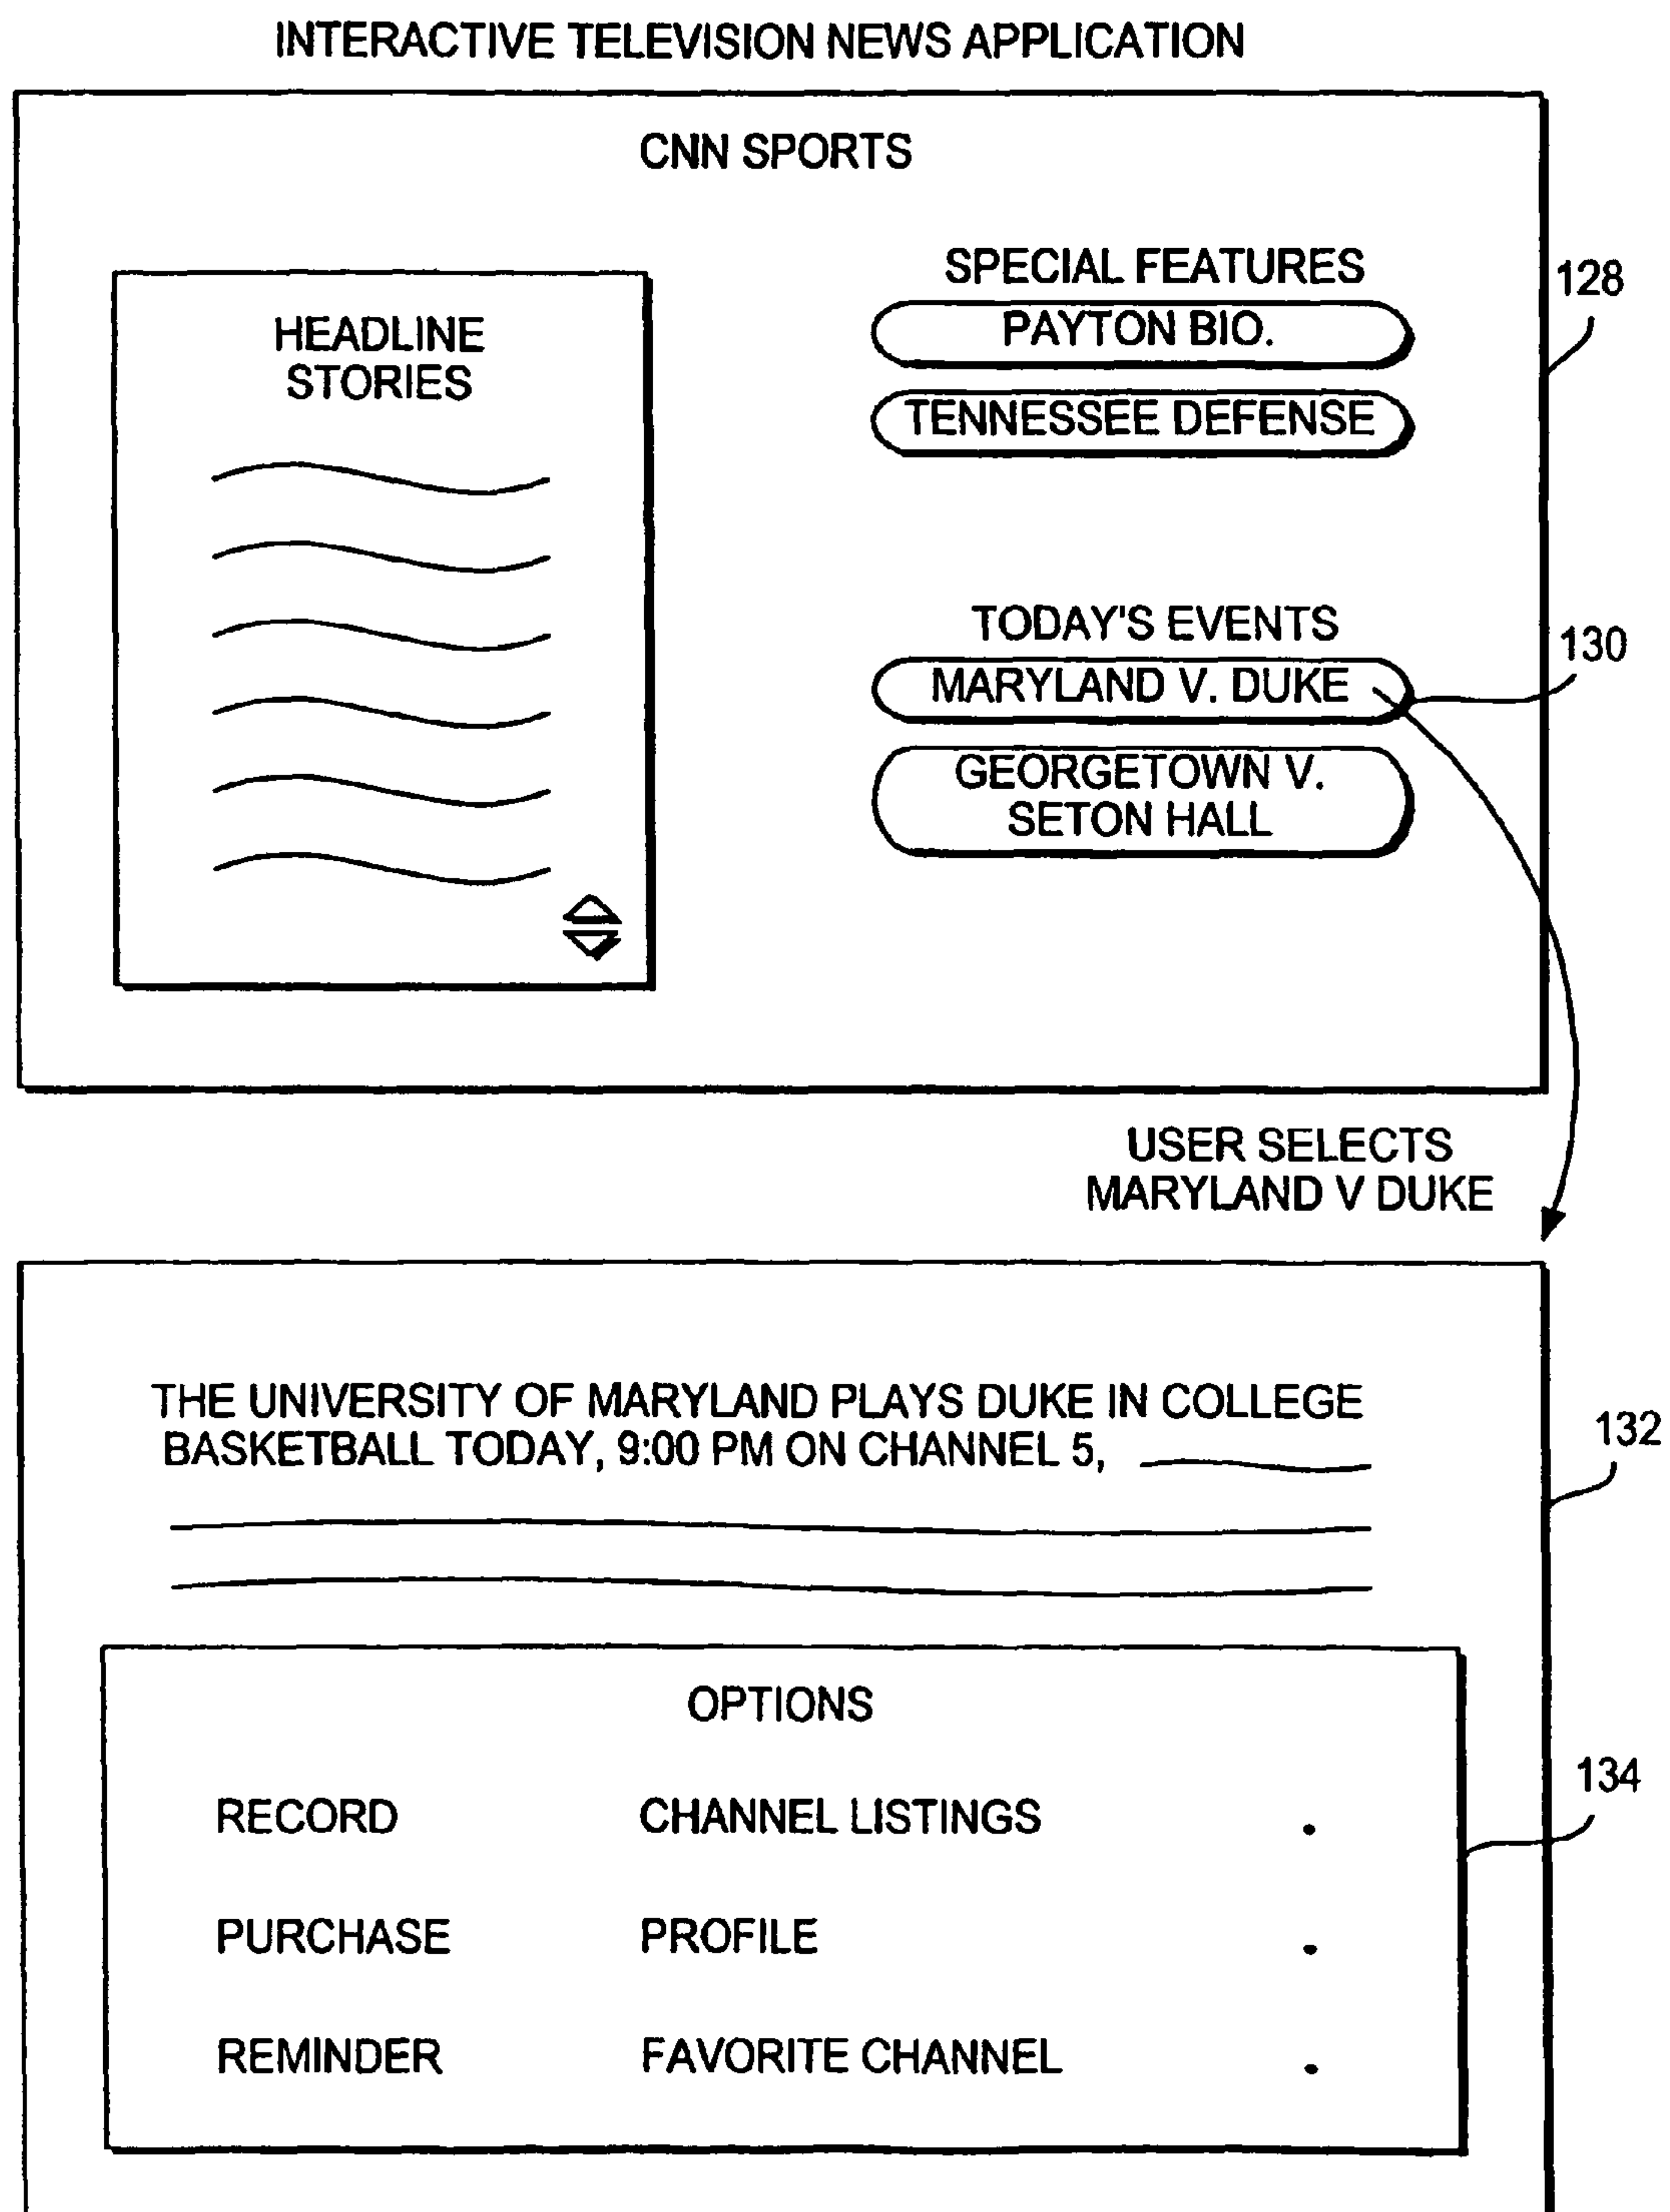 INTERACTIVE TELEVISION NEWS APPLICATION
CNN SPORTS
HEADLINE
STORIES
SPECIAL FEATURES
PAYTON BIO.
TENNESSEE DEFENSE
128
TODAY'S EVENTS
MARYLAND V. DUKE
130
GEORGETOWN V.
SETON HALL
USER SELECTS
MARYLAND V DUKE
THE UNIVERSITY OF MARYLAND PLAYS DUKE IN COLLEGE
BASKETBALL TODAY, 9:00 PM ON CHANNEL 5,
132
OPTIONS
134
RECORD CHANNEL LISTINGS .
PURCHASE PROFILE .
REMINDER FAVORITE CHANNEL .